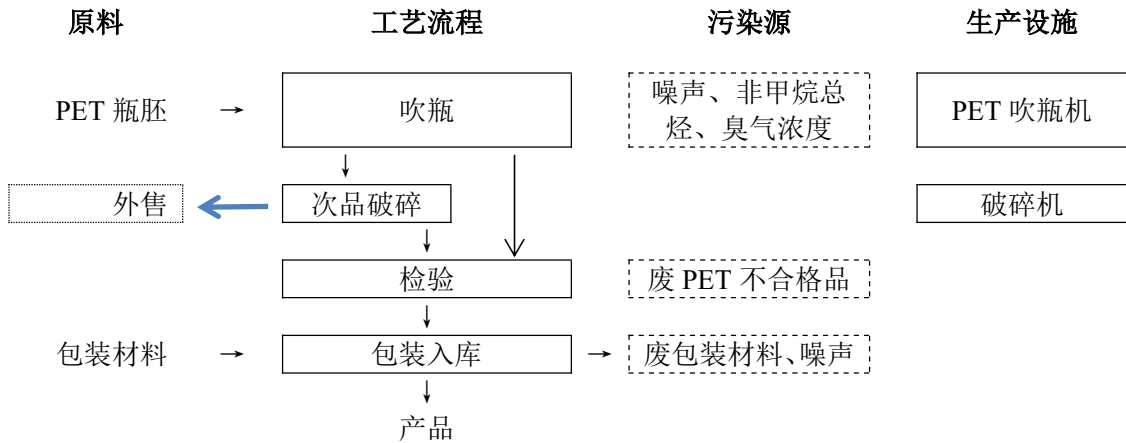 原料 工艺流程 污染源 生产设施
PET 瓶胚 → 吹瓶 噪声、非甲烷总
烃、臭气浓度 PET 吹瓶机
外售 次品破碎 破碎机
检验 废 PET 不合格品
包装材料 → 包装入库 → 废包装材料、噪声
产品